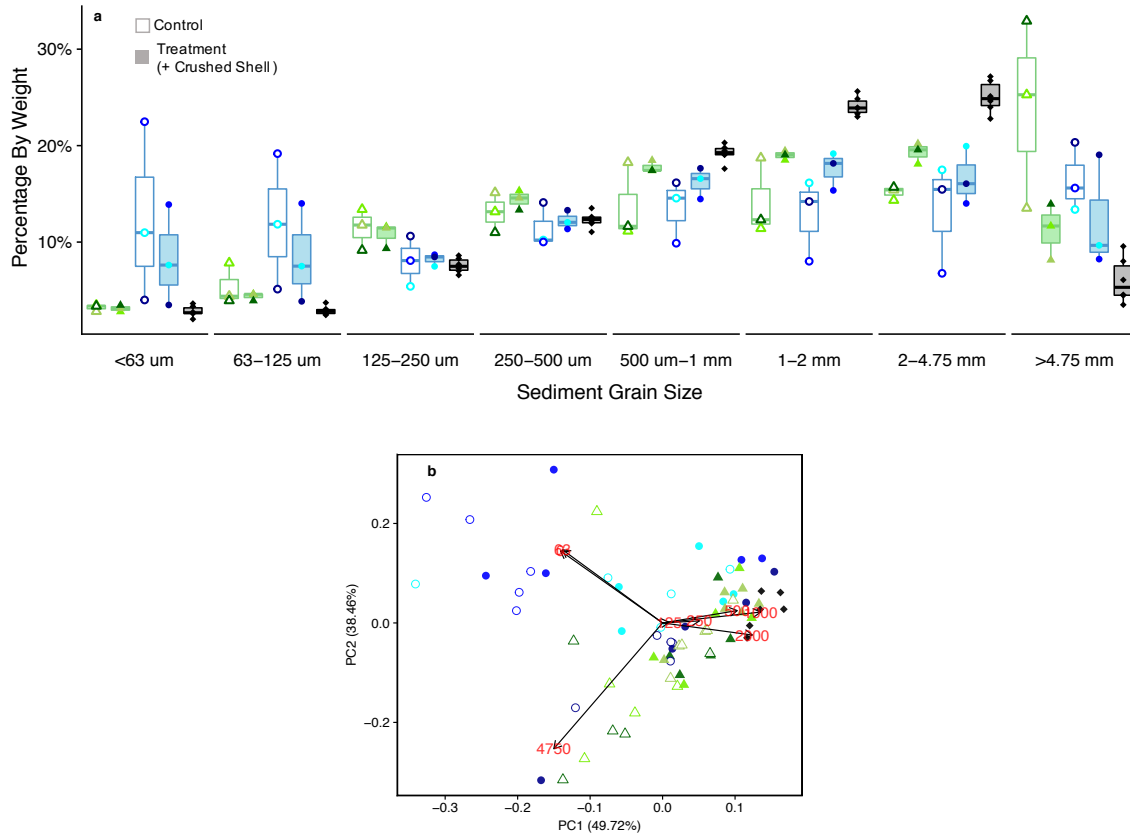 a
Control
Treatment
(+ Crushed Shell)
Percentage By Weight
30%
20%
10%
<63 um
63–125 um
125–250 um
250–500 um
500 um–1 mm
1–2 mm
2–4.75 mm
>4.75 mm
Sediment Grain Size
b
PC2 (38.46%)
0.2
0.0
−0.2
63
250
2000
4750
−0.3
−0.2
−0.1
0.0
0.1
PC1 (49.72%)